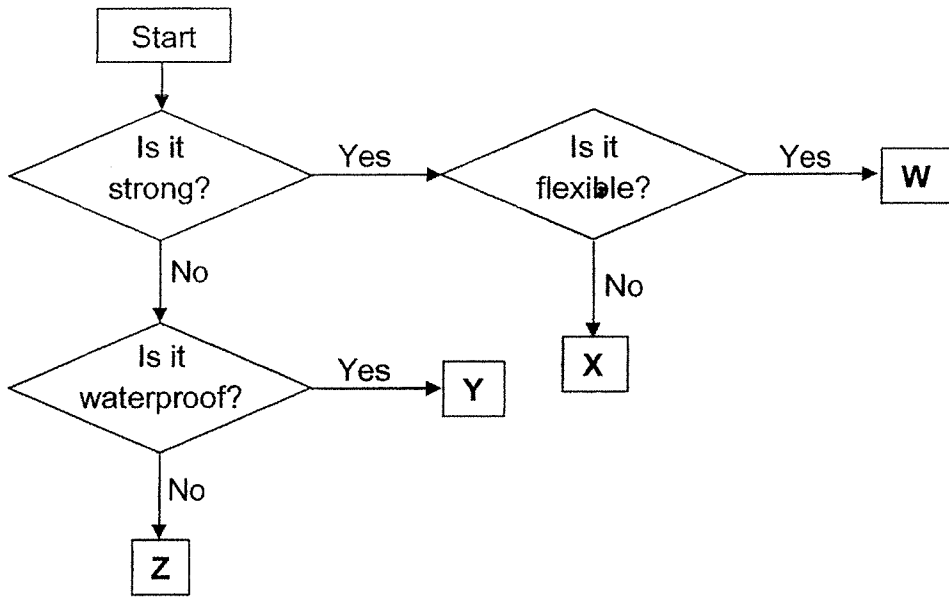 Start
Is it
strong?
Yes
Is it
flexible?
Yes
W
No
No
X
Is it
waterproof?
Yes
Y
No
Z